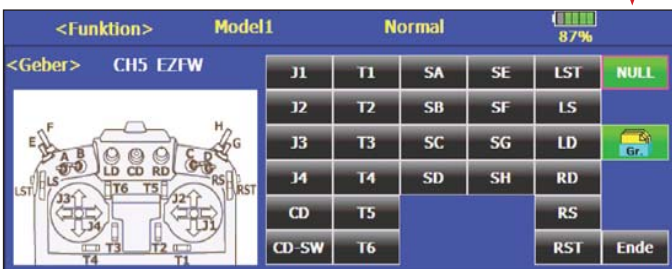 <Funktion> Model1 Normal 87%
<Geber> CH5 EZFW
J1 T1 SA SE LST NULL
J2 T2 SB SF LS
J3 T3 SC SG LD Gr.
J4 T4 SD SH RD
CD T5 RS
CD-SW T6 RST Ende
F H
E G
A B C D
LD CD RD
LST LS T6 T5 RS RST
J3 J2
J4 J1
T3 T2
T4 T1